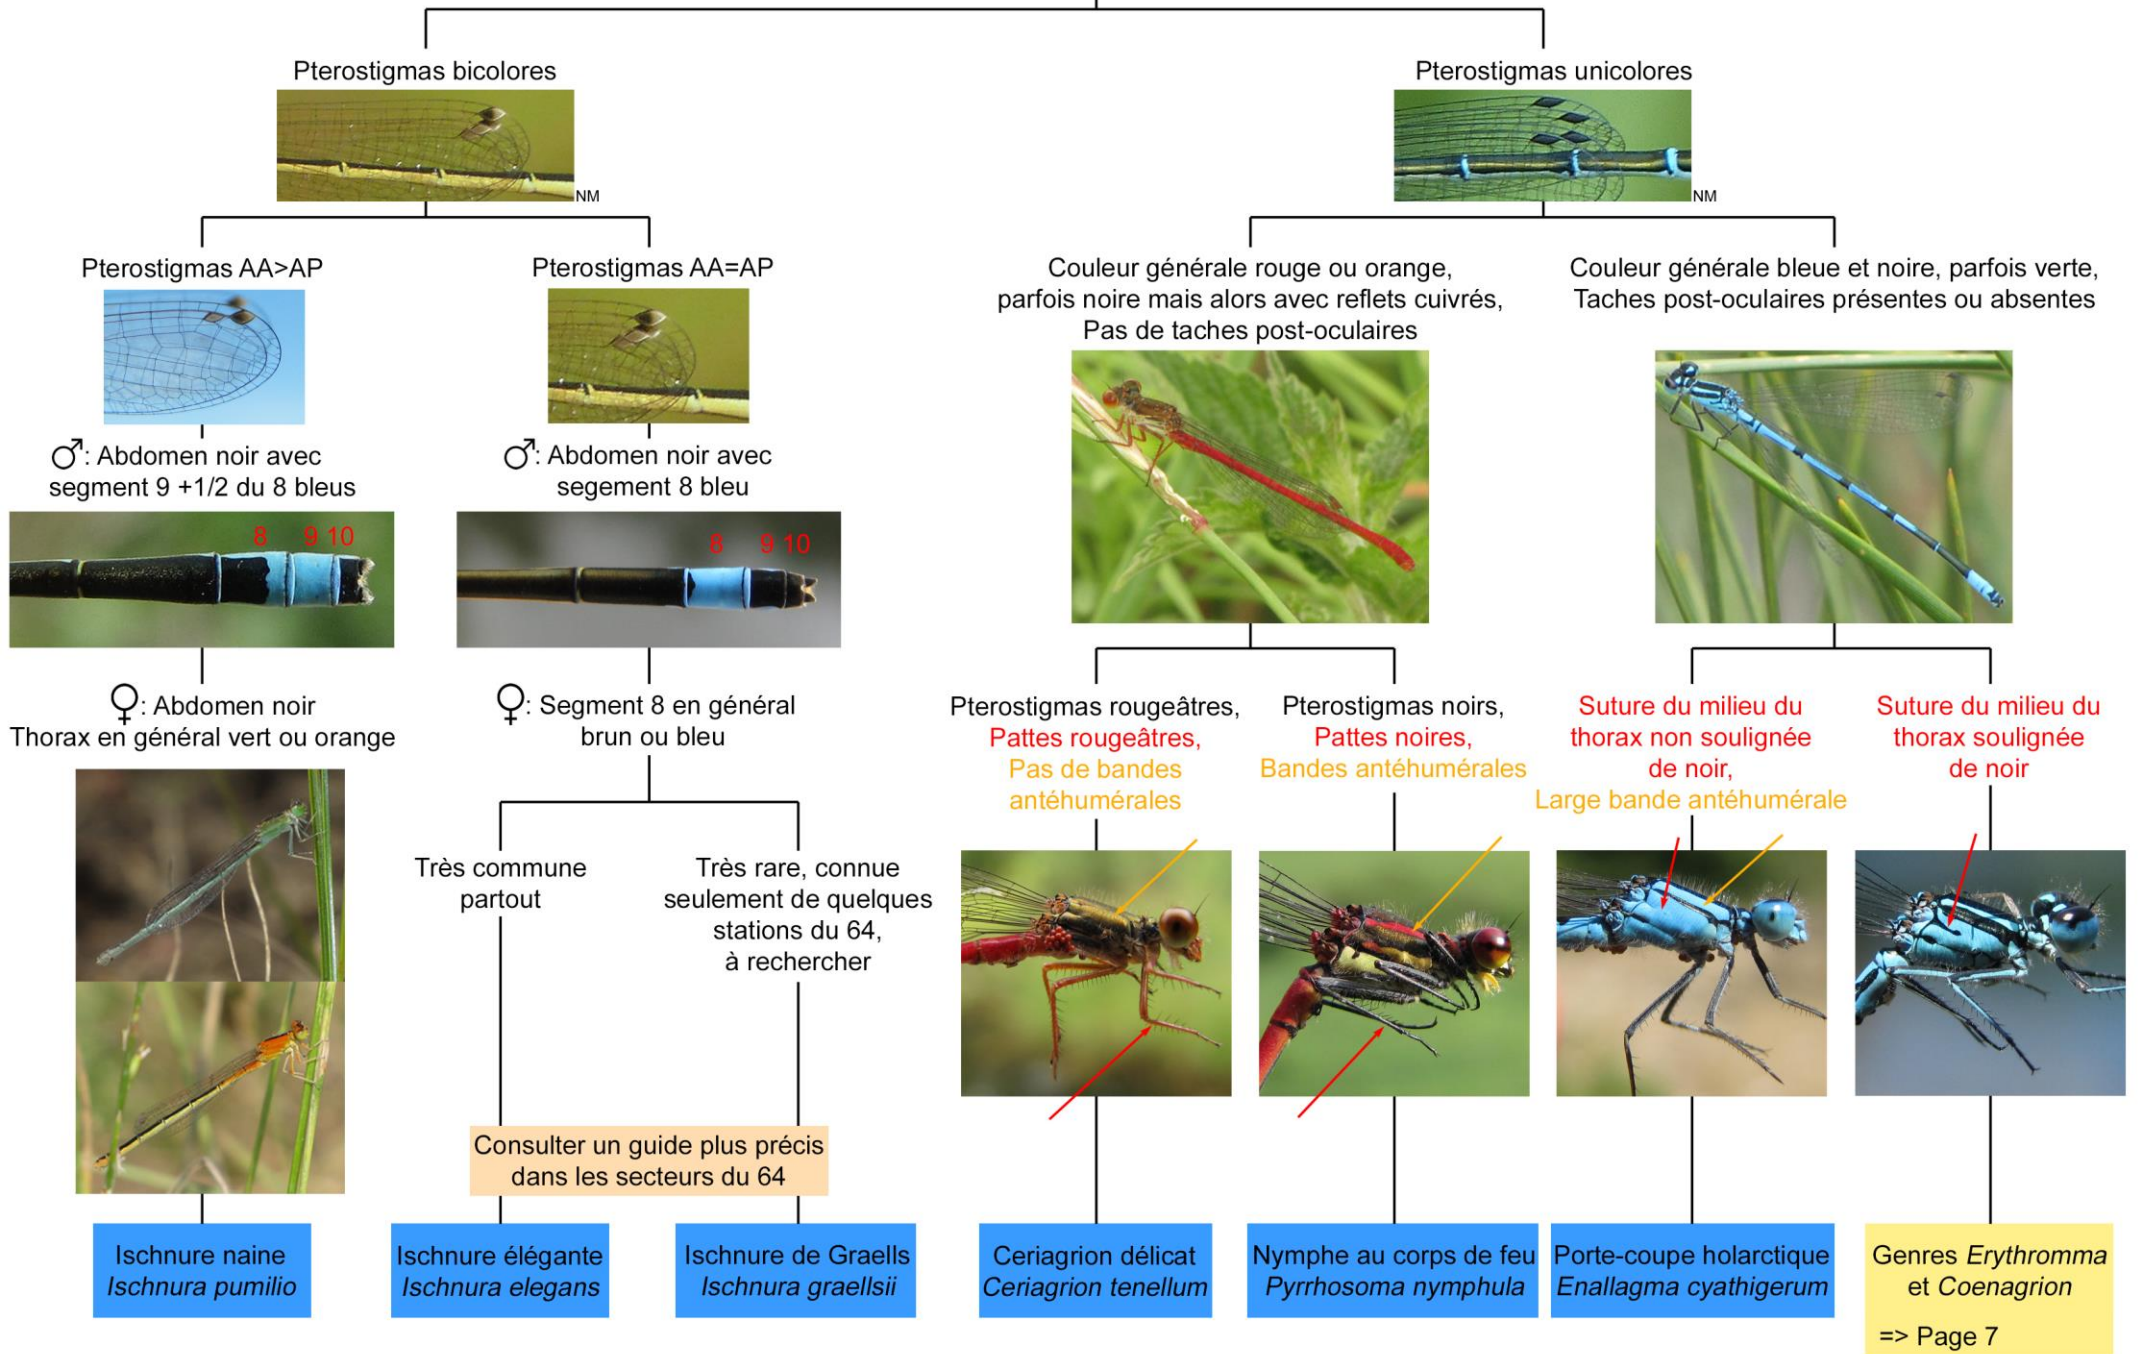 Pterostigmas bicolores
NM
Pterostigmas unicolores
NM
Pterostigmas AA>AP
Pterostigmas AA=AP
Couleur générale rouge ou orange,
parfois noire mais alors avec reflets cuivrés,
Pas de taches post-oculaires
Couleur générale bleue et noire, parfois verte,
Taches post-oculaires présentes ou absentes
♂: Abdomen noir avec
segment 9 +1/2 du 8 bleus
8 9 10
♂: Abdomen noir avec
segement 8 bleu
8 9 10
♀: Abdomen noir
Thorax en général vert ou orange
♀: Segment 8 en général
brun ou bleu
Très commune
partout
Très rare, connue
seulement de quelques
stations du 64,
à rechercher
Consulter un guide plus précis
dans les secteurs du 64
Pterostigmas rougeâtres,
Pattes rougeâtres,
Pas de bandes
antéhumérales
Pterostigmas noirs,
Pattes noires,
Bandes antéhumérales
Suture du milieu du
thorax non soulignée
de noir,
Large bande antéhumérale
Suture du milieu du
thorax soulignée
de noir
Ischnure naine
Ischnura pumilio
Ischnure élégante
Ischnura elegans
Ischnure de Graells
Ischnura graellsii
Ceriagrion délicat
Ceriagrion tenellum
Nymphe au corps de feu
Pyrrhosoma nymphula
Porte-coupe holarctique
Enallagma cyathigerum
Genres Erythromma
et Coenagrion
=> Page 7